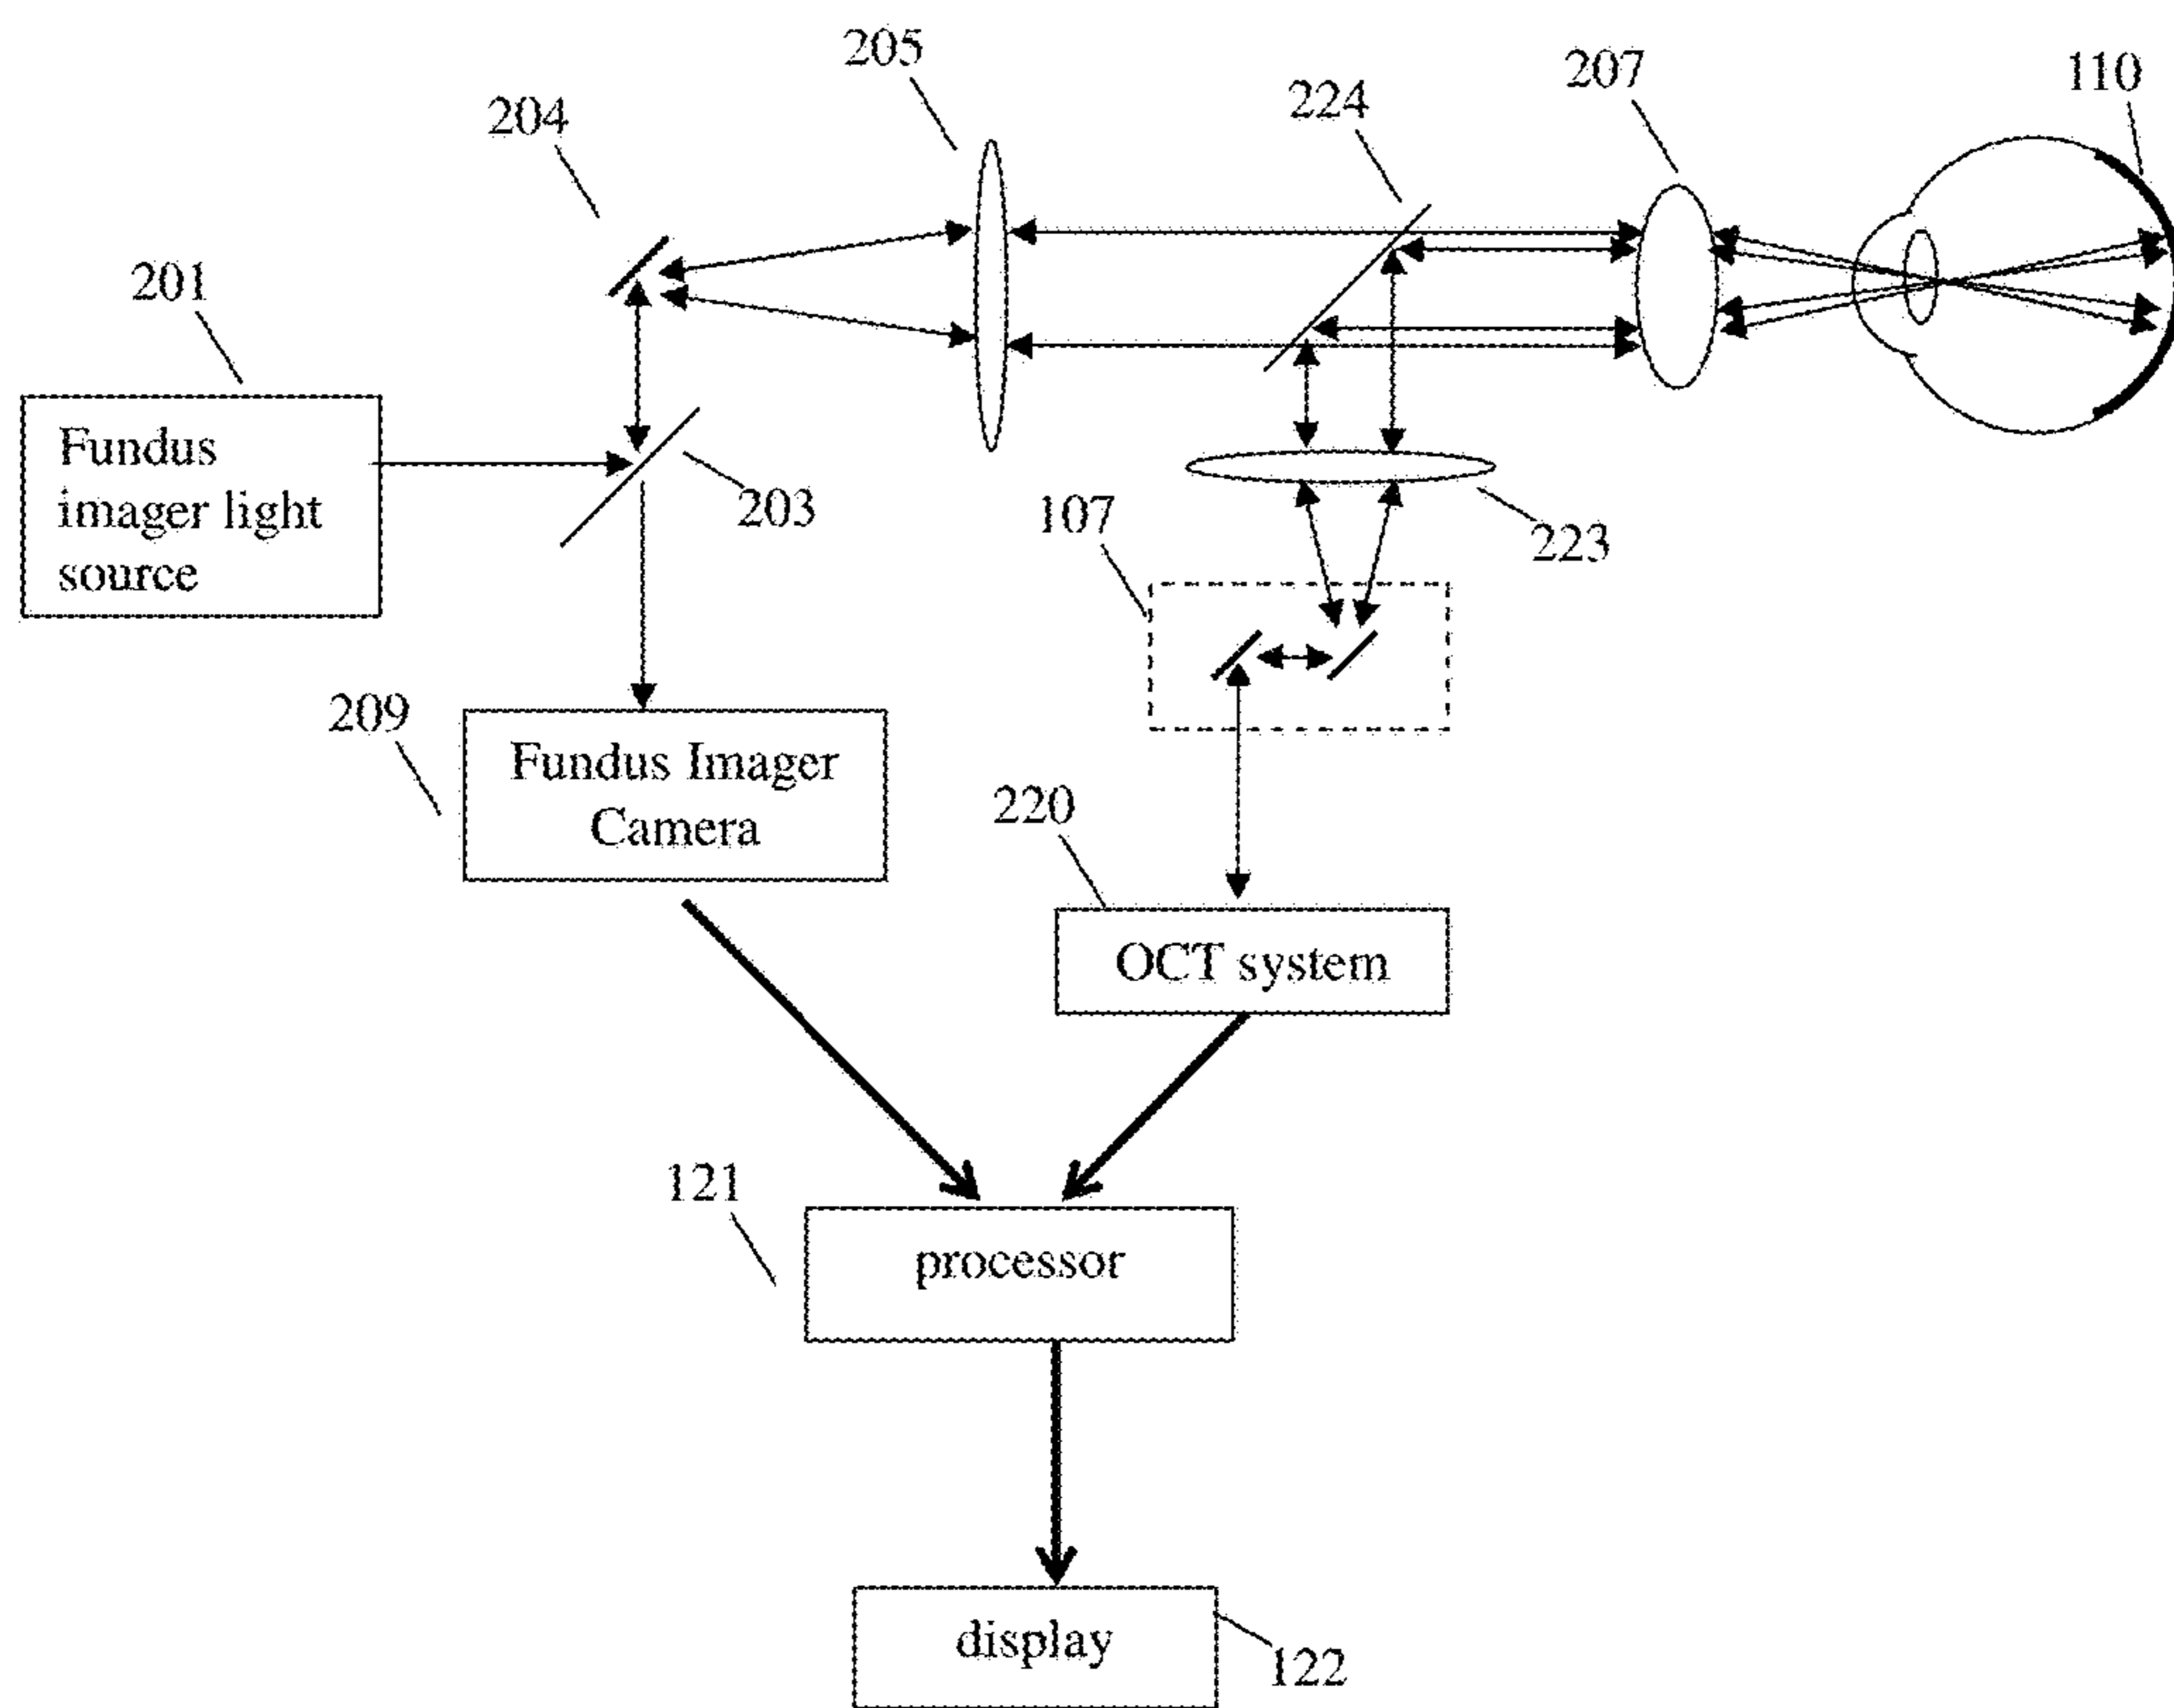 205
207
110
204
224
201
Fundus
imager light
source
203
107
223
209
Fundus Imager
Camera
220
OCT system
121
processor
display
122